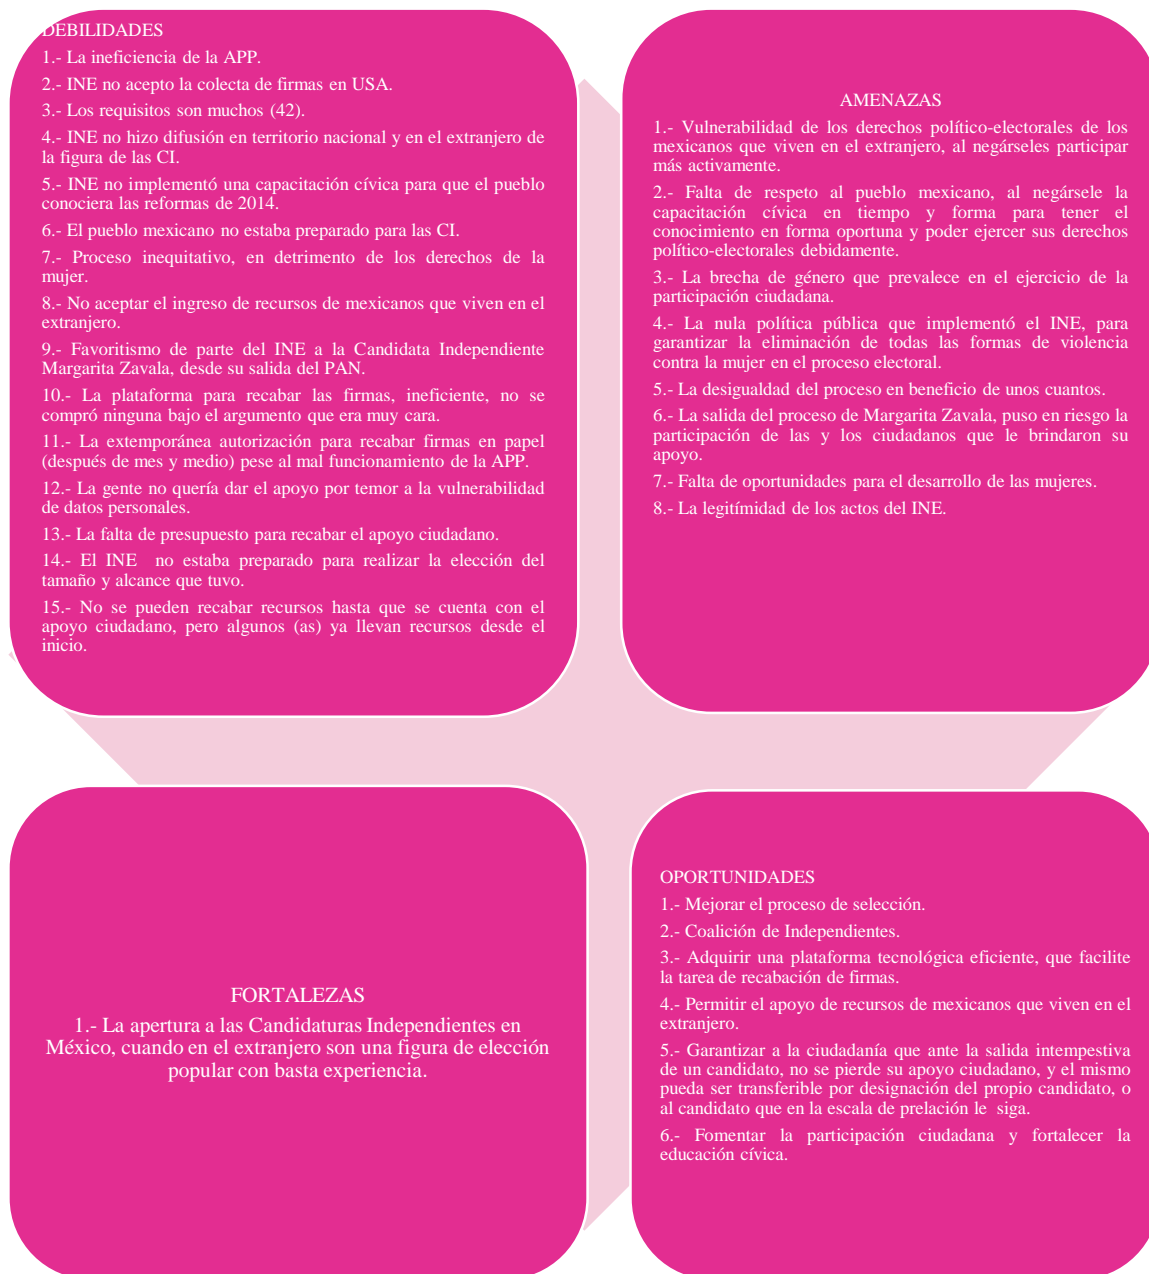 DEBILIDADES
1.- La ineficiencia de la APP.
2.- INE no acepto la colecta de firmas en USA.
3.- Los requisitos son muchos (42).
4.- INE no hizo difusión en territorio nacional y en el extranjero de
la figura de las CI.
5.- INE no implementó una capacitación cívica para que el pueblo
conociera las reformas de 2014.
6.- El pueblo mexicano no estaba preparado para las CI.
7.- Proceso inequitativo, en detrimento de los derechos de la
mujer.
8.- No aceptar el ingreso de recursos de mexicanos que viven en el
extranjero.
9.- Favoritismo de parte del INE a la Candidata Independiente
Margarita Zavala, desde su salida del PAN.
10.- La plataforma para recabar las firmas, ineficiente, no se
compró ninguna bajo el argumento que era muy cara.
11.- La extemporánea autorización para recabar firmas en papel
(después de mes y medio) pese al mal funcionamiento de la APP.
12.- La gente no quería dar el apoyo por temor a la vulnerabilidad
de datos personales.
13.- La falta de presupuesto para recabar el apoyo ciudadano.
14.- El INE no estaba preparado para realizar la elección del
tamaño y alcance que tuvo.
15.- No se pueden recabar recursos hasta que se cuenta con el
apoyo ciudadano, pero algunos (as) ya llevan recursos desde el
inicio.
AMENAZAS
1.- Vulnerabilidad de los derechos político-electorales de los
mexicanos que viven en el extranjero, al negárseles participar
más activamente.
2.- Falta de respeto al pueblo mexicano, al negársele la
capacitación cívica en tiempo y forma para tener el
conocimiento en forma oportuna y poder ejercer sus derechos
político-electorales debidamente.
3.- La brecha de género que prevalece en el ejercicio de la
participación ciudadana.
4.- La nula política pública que implementó el INE, para
garantizar la eliminación de todas las formas de violencia
contra la mujer en el proceso electoral.
5.- La desigualdad del proceso en beneficio de unos cuantos.
6.- La salida del proceso de Margarita Zavala, puso en riesgo la
participación de las y los ciudadanos que le brindaron su
apoyo.
7.- Falta de oportunidades para el desarrollo de las mujeres.
8.- La legitímidad de los actos del INE.
FORTALEZAS
1.- La apertura a las Candidaturas Independientes en
México, cuando en el extranjero son una figura de elección
popular con basta experiencia.
OPORTUNIDADES
1.- Mejorar el proceso de selección.
2.- Coalición de Independientes.
3.- Adquirir una plataforma tecnológica eficiente, que facilite
la tarea de recabación de firmas.
4.- Permitir el apoyo de recursos de mexicanos que viven en el
extranjero.
5.- Garantizar a la ciudadanía que ante la salida intempestiva
de un candidato, no se pierde su apoyo ciudadano, y el mismo
pueda ser transferible por designación del propio candidato, o
al candidato que en la escala de prelación le siga.
6.- Fomentar la participación ciudadana y fortalecer la
educación cívica.